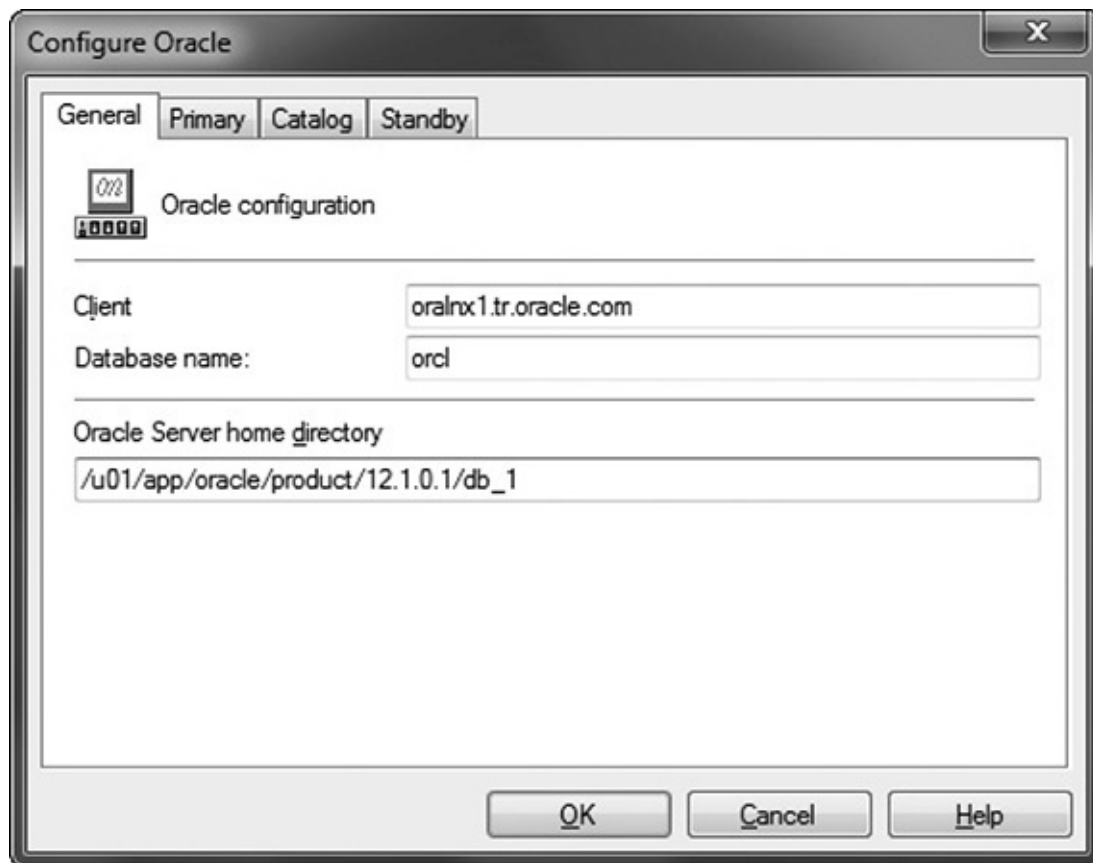 Configure Oracle
General Primary Catalog Standby
Oracle configuration
Client oralnx1.tr.oracle.com
Database name: orcl
Oracle Server home directory
/u01/app/oracle/product/12.1.0.1/db_1
OK Cancel Help